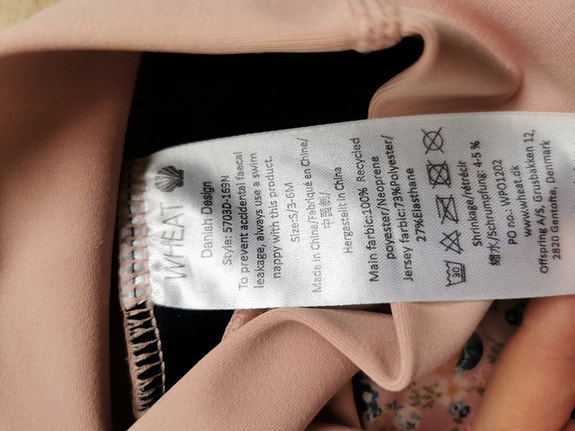 WHEAT
Danish Design
Style: 5703D-169N
To prevent accidental faecal
leakage, always use a swim
nappy with this product.
Size:S/3-6M
Made in China/Fabriqué en Chine/
中国制/
Hergestellt in China
Main farbic:100% Recycled
polyester/Neoprene
Jersey farbic:73%Polyester/
27%Elasthane
30
Shrinkage/rétrécir
缩水/Schrumpfung: 4-5 %
PO no.: WPO1202
www.wheat.dk
Offspring A/S, Grusbakken 12,
2820 Gentofte, Denmark